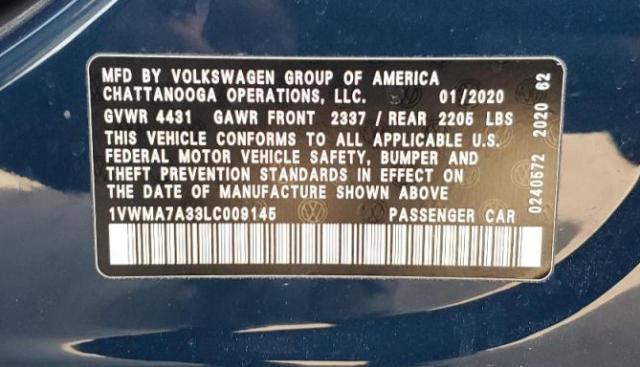 MFD BY VOLKSWAGEN GROUP OF AMERICA
CHATTANOOGA OPERATIONS, LLC. 01/2020
GVWR 4431 GAWR FRONT 2337 / REAR 2205 LBS
THIS VEHICLE CONFORMS TO ALL APPLICABLE U.S.
FEDERAL MOTOR VEHICLE SAFETY, BUMPER AND
THEFT PREVENTION STANDARDS IN EFFECT ON
THE DATE OF MANUFACTURE SHOWN ABOVE
1VWMA7A33LC009145 PASSENGER CAR
0240572 2020 62